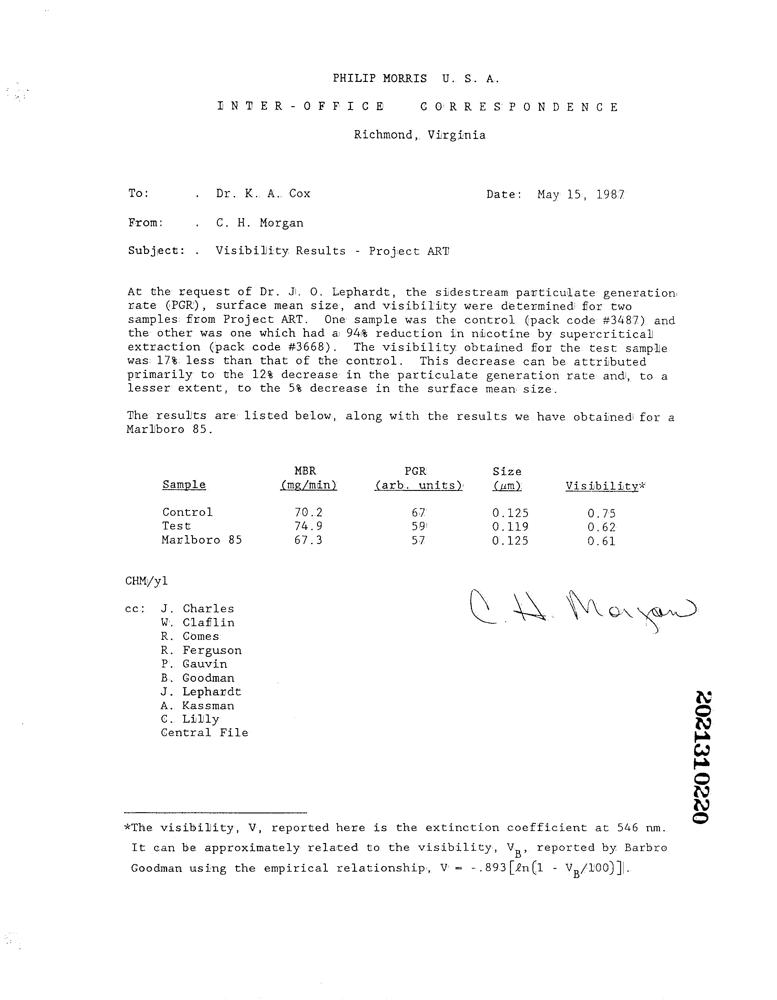 PHILIP MORRIS U. S. A.
INTER-OFFICE CORRESPONDENCE
Richmond, Virginia
To: . Dr. K. A. Cox Date: May 15, 1987
From: . C. H. Morgan
Subject: . Visibility Results - Project ART
At the request of Dr. J. O. Lephardt, the sidestream particulate generation
rate (PGR), surface mean size, and visibility were determined for two
samples from Project ART. One sample was the control (pack code #3487) and
the other was one which had a 94% reduction in nicotine by supercritical
extraction (pack code #3668). The visibility obtained for the test sample
was 17% less than that of the control. This decrease can be attributed
primarily to the 12% decrease in the particulate generation rate and, to a
lesser extent, to the 5% decrease in the surface mean size.
The results are listed below, along with the results we have obtained for a
Marlboro 85.
MBR PGR Size
Sample (mg/min) (arb. units) (μm) Visibility*
Control 70.2 67 0.125 0.75
Test 74.9 59 0.119 0.62
Marlboro 85 67.3 57 0.125 0.61
CHM/yl
C. H. Morgan
cc: J. Charles
W. Claflin
R. Comes
R. Ferguson
P. Gauvin
B. Goodman
J. Lephardt
A. Kassman
C. Lilly
Central File
2021310220
*The visibility, V, reported here is the extinction coefficient at 546 nm.
It can be approximately related to the visibility, V_B, reported by Barbro
Goodman using the empirical relationship, V = -.893[ℓn(1 - V_B/100)].